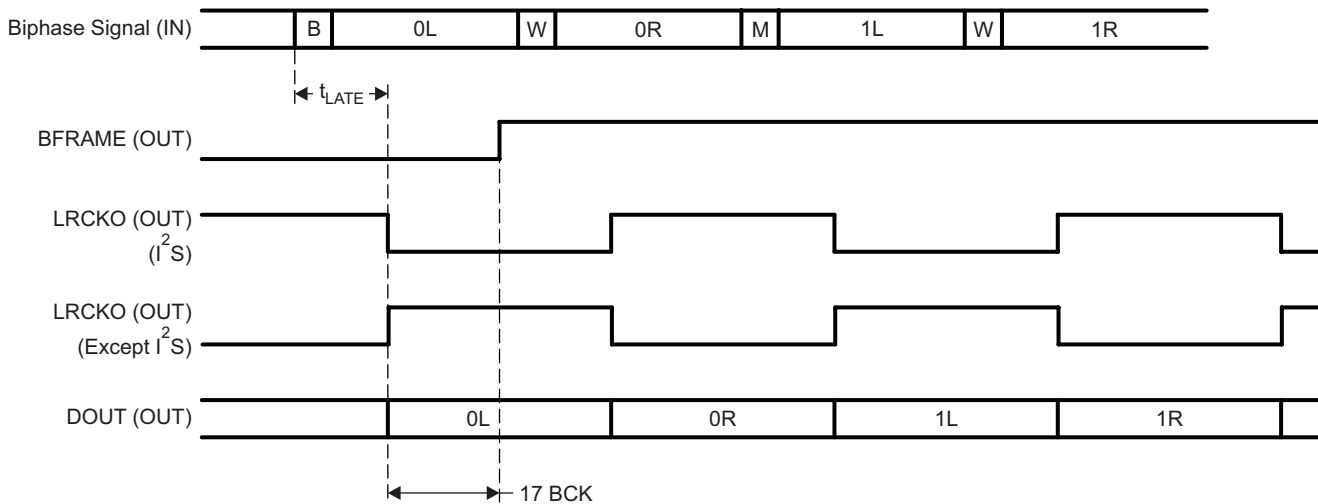 Biphase Signal (IN) B 0L W 0R M 1L W 1R
tLATE
BFRAME (OUT)
LRCKO (OUT)
(I²S)
LRCKO (OUT)
(Except I²S)
DOUT (OUT) 0L 0R 1L 1R
17 BCK